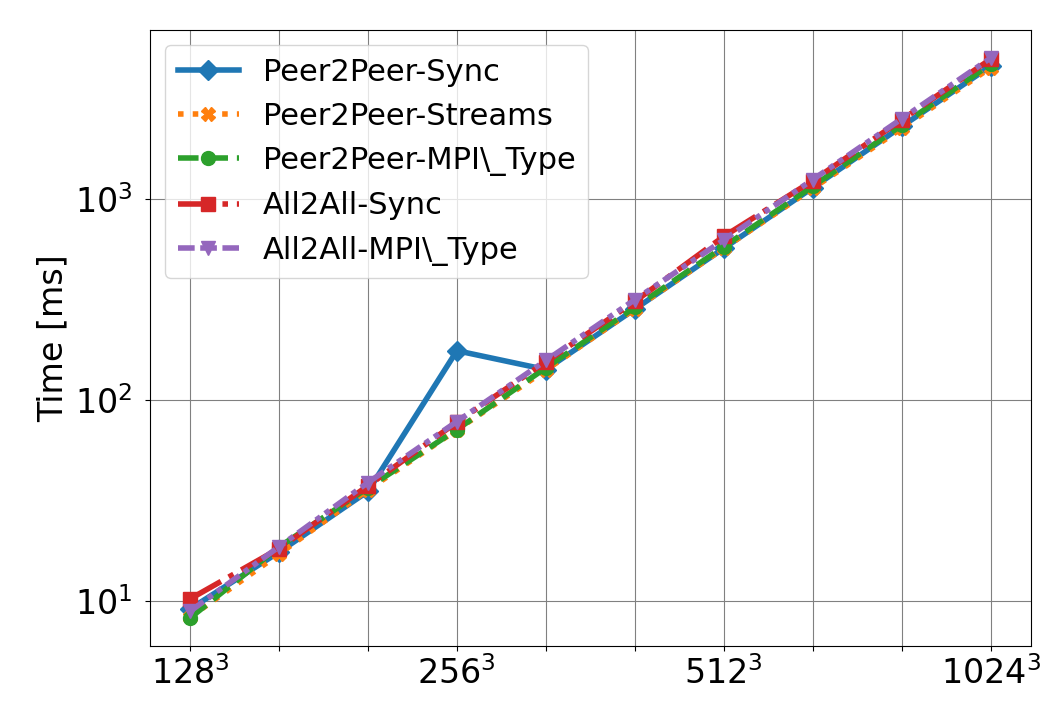 Peer2Peer-Sync
Peer2Peer-Streams
Peer2Peer-MPI\_Type
All2All-Sync
All2All-MPI\_Type
Time [ms]
10³
10²
10¹
128³ 256³ 512³ 1024³